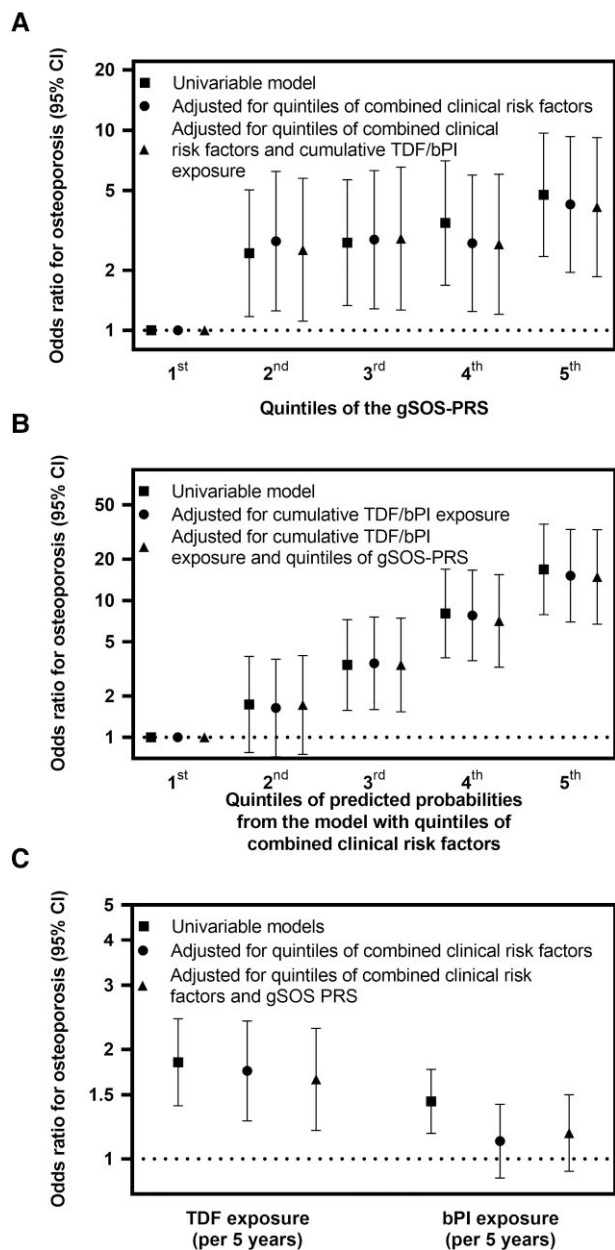 A
Odds ratio for osteoporosis (95% CI)
20
10
5
2
1
Univariable model
Adjusted for quintiles of combined clinical risk factors
Adjusted for quintiles of combined clinical
risk factors and cumulative TDF/bPI
exposure
1st 2nd 3rd 4th 5th
Quintiles of the gSOS-PRS
B
Odds ratio for osteoporosis (95% CI)
50
20
10
5
2
1
Univariable model
Adjusted for cumulative TDF/bPI exposure
Adjusted for cumulative TDF/bPI
exposure and quintiles of gSOS-PRS
1st 2nd 3rd 4th 5th
Quintiles of predicted probabilities
from the model with quintiles of
combined clinical risk factors
C
Odds ratio for osteoporosis (95% CI)
5
4
3
2
1.5
1
Univariable models
Adjusted for quintiles of combined clinical risk factors
Adjusted for quintiles of combined clinical risk
factors and gSOS PRS
TDF exposure
(per 5 years)
bPI exposure
(per 5 years)